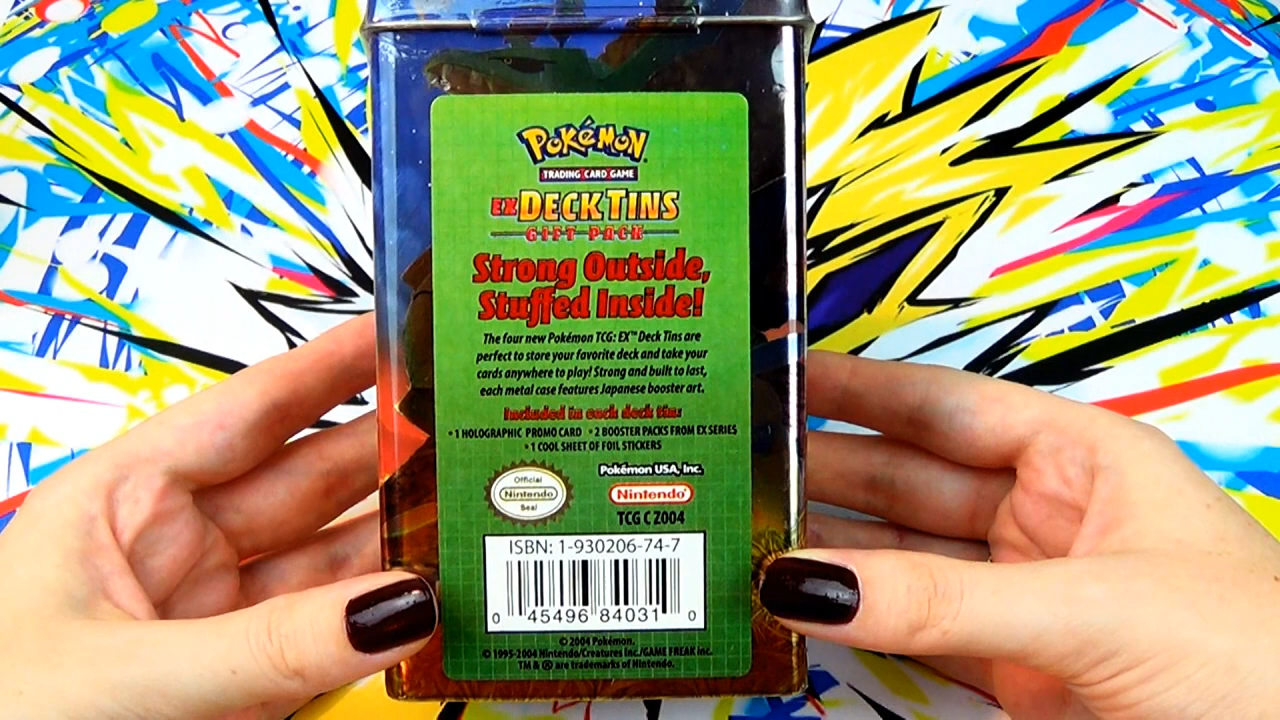 POKéMON
TRADING CARD GAME
EX DECK TINS
GIFT PACK
Strong Outside,
Stuffed Inside!
The four new Pokémon TCG: EX™ Deck Tins are
perfect to store your favorite deck and take your
cards anywhere to play! Strong and built to last,
each metal case features Japanese booster art.
Included in each deck tin:
• 1 HOLOGRAPHIC PROMO CARD • 2 BOOSTER PACKS FROM EX SERIES
• 1 COOL SHEET OF FOIL STICKERS
Official
Nintendo
Seal
Pokémon USA, Inc.
Nintendo
TCG C Z004
ISBN: 1-930206-74-7
0 45496 84031 0
© 2004 Pokémon.
© 1995-2004 Nintendo/Creatures Inc./GAME FREAK inc.
TM & ® are trademarks of Nintendo.